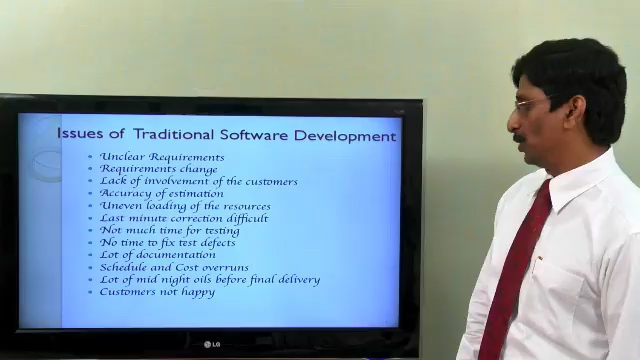 Issues of Traditional Software Development
Unclear Requirements
Requirements change
Lack of involvement of the customers
Accuracy of estimation
Uneven loading of the resources
Last minute correction difficult
Not much time for testing
No time to fix test defects
Lot of documentation
Schedule and Cost overruns
Lot of mid night oils before final delivery
Customers not happy
LG